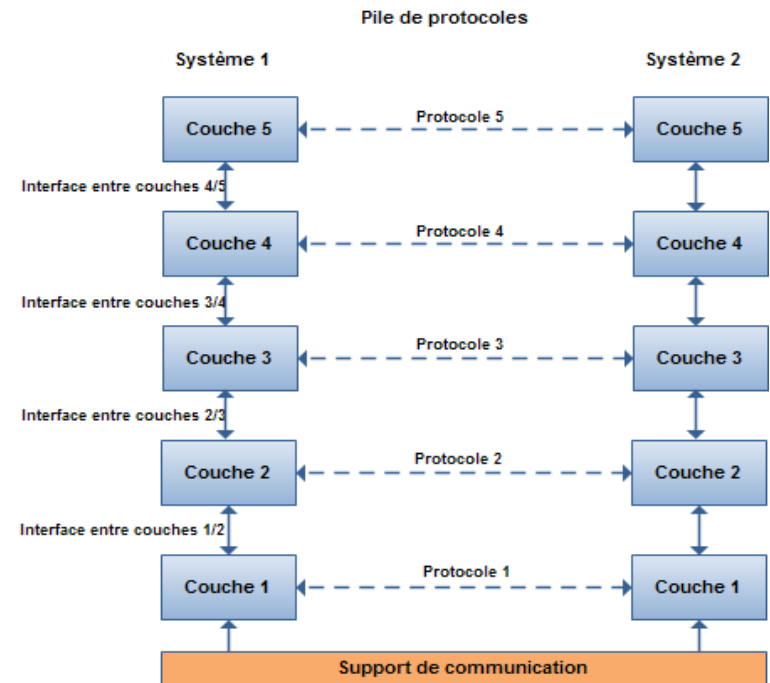 Pile de protocoles
Système 1
Système 2
Couche 5
Protocole 5
Couche 5
Interface entre couches 4/5
Couche 4
Protocole 4
Couche 4
Interface entre couches 3/4
Couche 3
Protocole 3
Couche 3
Interface entre couches 2/3
Couche 2
Protocole 2
Couche 2
Interface entre couches 1/2
Couche 1
Protocole 1
Couche 1
Support de communication